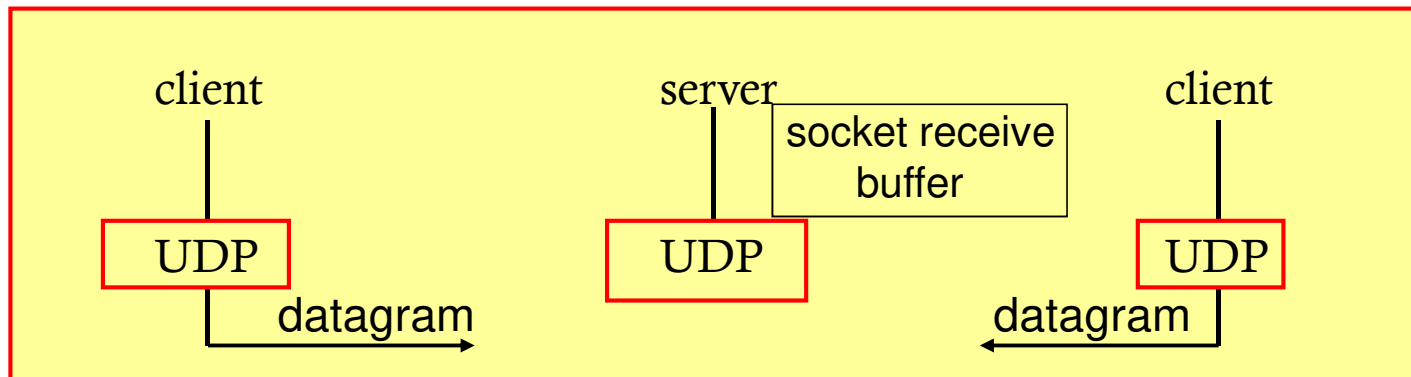 client
server
client
socket receive
buffer
UDP
UDP
UDP
datagram
datagram